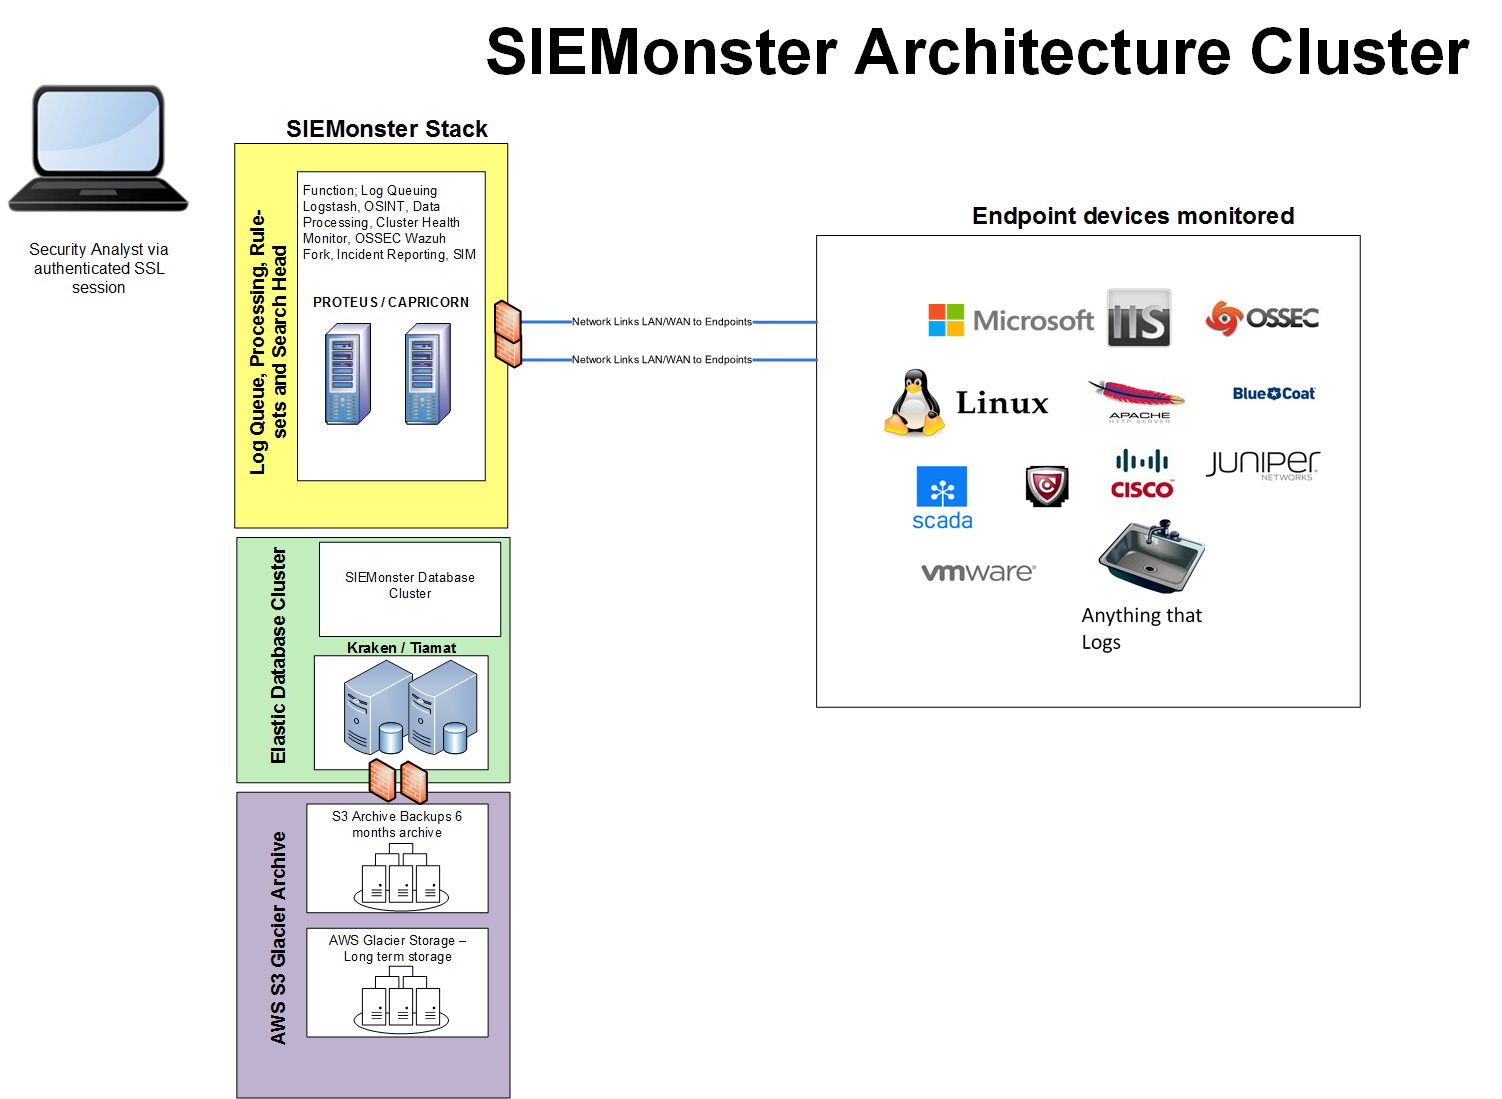 SIEMonster Architecture Cluster
SIEMonster Stack
Security Analyst via
authenticated SSL
session
Log Queue, Processing, Rule-
sets and Search Head
Function; Log Queuing
Logstash, OSINT, Data
Processing, Cluster Health
Monitor, OSSEC Wazuh
Fork, Incident Reporting, SIM
PROTEUS / CAPRICORN
Network Links LAN/WAN to Endpoints
Network Links LAN/WAN to Endpoints
Endpoint devices monitored
Microsoft
IIS
OSSEC
Linux
APACHE
HTTP SERVER
Blue Coat
scada
CISCO™
JUNIPER
NETWORKS
vmware®
Anything that
Logs
Elastic Database Cluster
SIEMonster Database
Cluster
Kraken / Tiamat
AWS S3 Glacier Archive
S3 Archive Backups 6
months archive
AWS Glacier Storage –
Long term storage